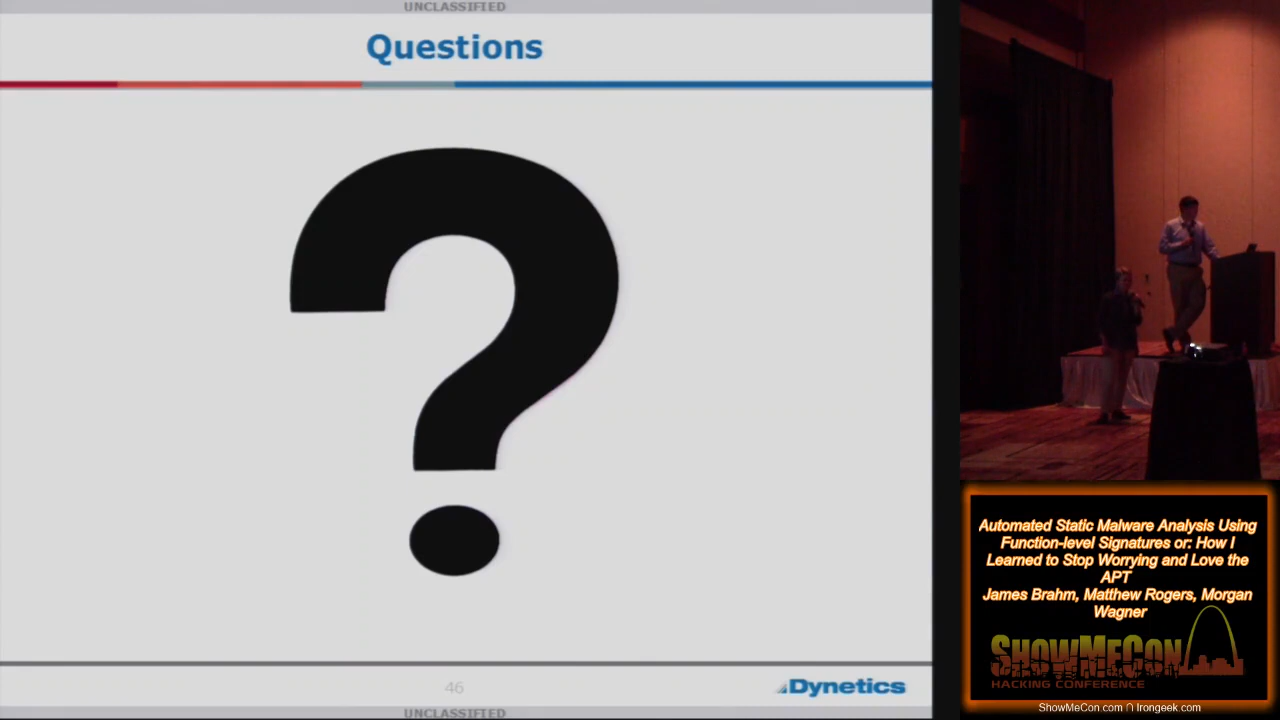 UNCLASSIFIED
Questions
?
46
Dynetics
UNCLASSIFIED
Automated Static Malware Analysis Using
Function-level Signatures or: How I
Learned to Stop Worrying and Love the
APT
James Brahm, Matthew Rogers, Morgan
Wagner
SHOWMECON
HACKING CONFERENCE
ShowMeCon.com ∩ Irongeek.com